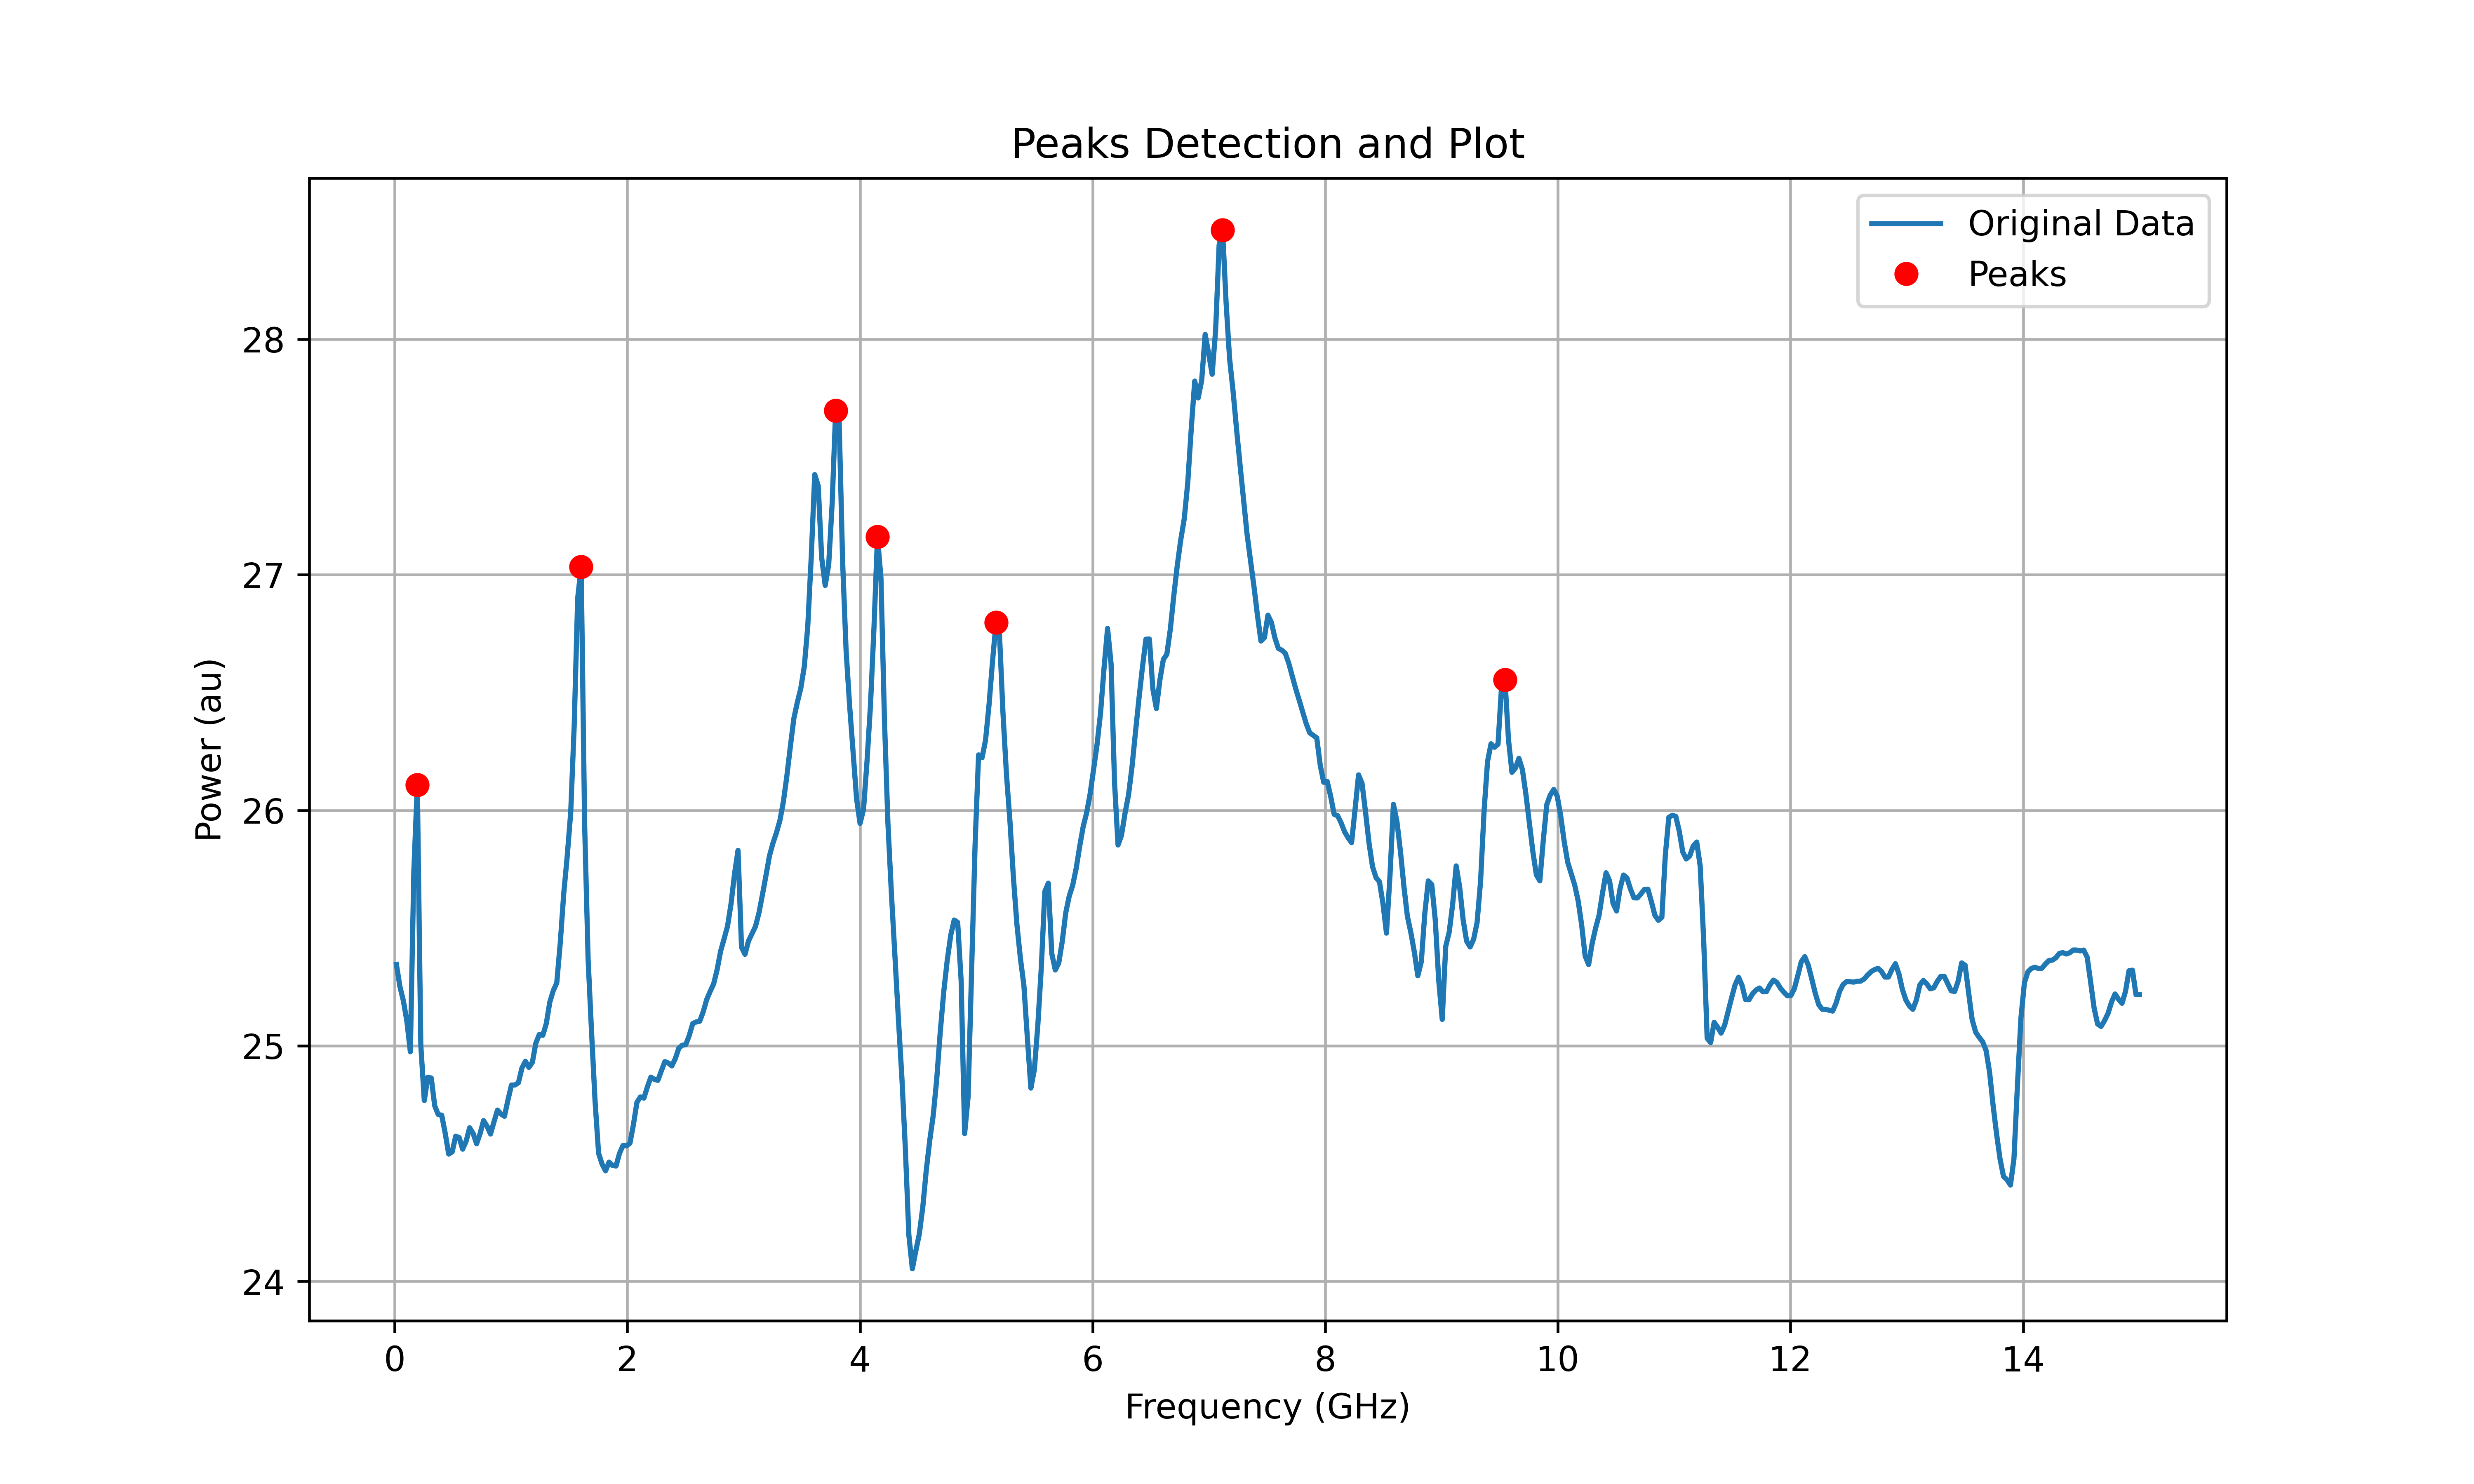 Peaks Detection and Plot
Original Data
Peaks
28
27
26
25
24
Power (au)
0 2 4 6 8 10 12 14
Frequency (GHz)